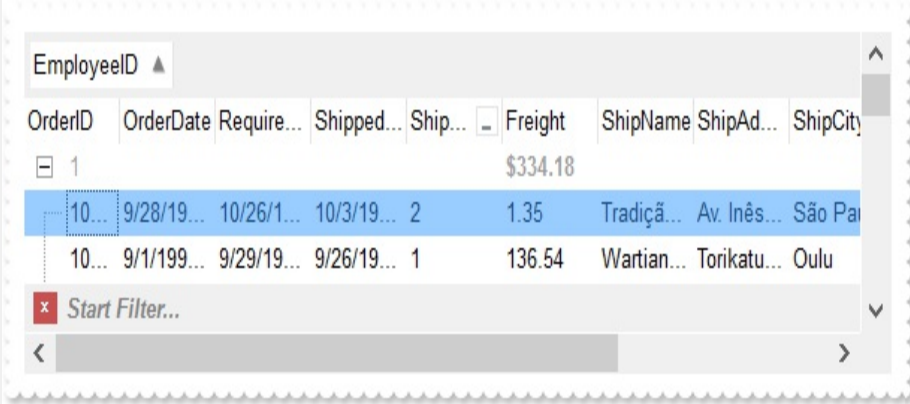 EmployeeID
OrderID OrderDate Require... Shipped... Ship... Freight ShipName ShipAd... ShipCity
1 $334.18
10... 9/28/19... 10/26/1... 10/3/19... 2 1.35 Tradiçã... Av. Inês... São Pau
10... 9/1/199... 9/29/19... 9/26/19... 1 136.54 Wartian... Torikatu... Oulu
x Start Filter...